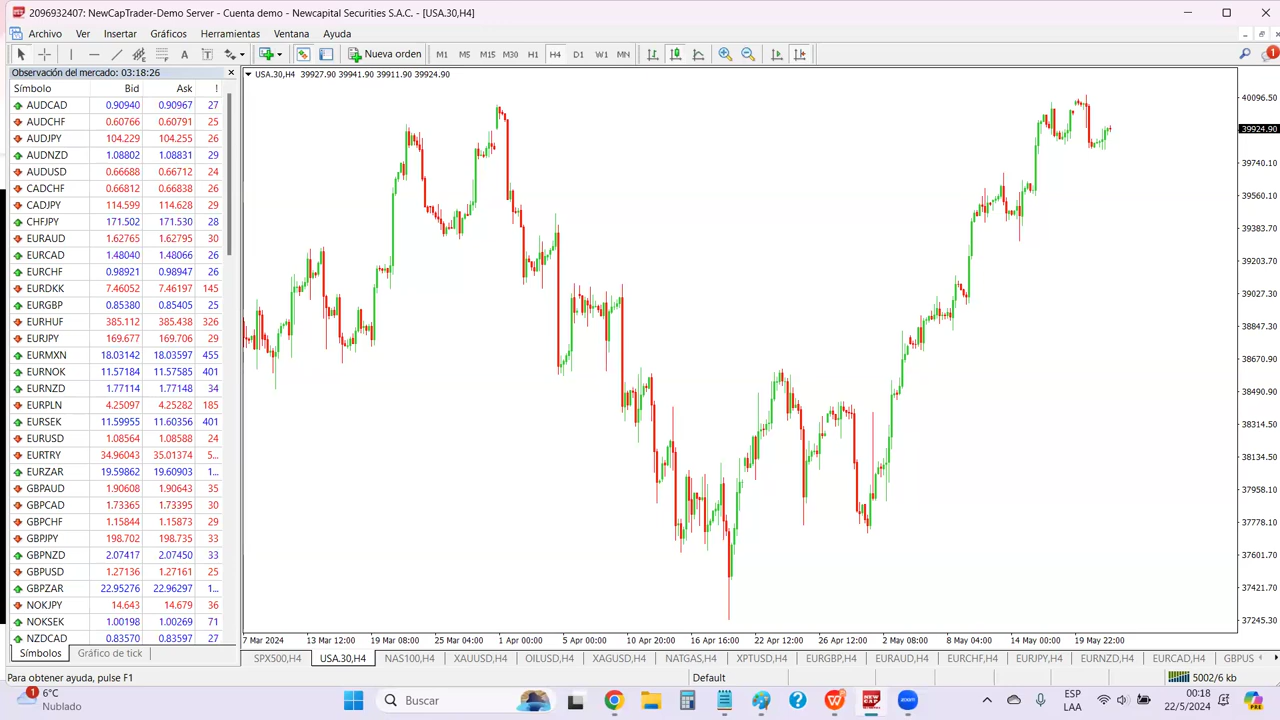 2096932407: NewCapTrader-Demo Server - Cuenta demo - Newcapital Securities S.A.C. - [USA.30,H4]
Archivo Ver Insertar Gráficos Herramientas Ventana Ayuda
A T Nueva orden M1 M5 M15 M30 H1 H4 W1 MN 1
Observación del mercado: 03:18:26
Símbolo Bid Ask !
AUDCAD 0.90940 0.90967 27
AUDCHF 0.60766 0.60791 25
AUDJPY 104.229 104.255 26
AUDNZD 1.08802 1.08831 29
AUDUSD 0.66688 0.66712 24
CADCHF 0.66812 0.66838 26
CADJPY 114.599 114.628 29
CHFJPY 171.502 171.530 28
EURAUD 1.62765 1.62795 30
EURCAD 1.48040 1.48066 26
EURCHF 0.98921 0.98947 26
EURDKK 7.46052 7.46197 145
EURGBP 0.85380 0.85405 25
EURHUF 385.112 385.438 326
EURJPY 169.677 169.706 29
EURMXN 18.03142 18.03597 455
EURNOK 11.57184 11.57585 401
EURNZD 1.77114 1.77148 34
EURPLN 4.25097 4.25282 185
EURSEK 11.59955 11.60356 401
EURUSD 1.08564 1.08588 24
EURTRY 34.96043 35.01374 5...
EURZAR 19.59862 19.60903 1...
GBPAUD 1.90608 1.90643 35
GBPCAD 1.73365 1.73395 30
GBPCHF 1.15844 1.15873 29
GBPJPY 198.702 198.735 33
GBPNZD 2.07417 2.07450 33
GBPUSD 1.27136 1.27161 25
GBPZAR 22.95276 22.96297 1...
NOKJPY 14.643 14.679 36
NOKSEK 1.00198 1.00269 71
NZDCAD 0.83570 0.83597 27
Símbolos Gráfico de tick
USA.30,H4 39927.90 39941.90 39911.90 39924.90
40096.50
39924.90
39740.10
39560.10
39383.70
39203.70
39027.30
38847.30
38670.90
38490.90
38314.50
38134.50
37958.10
37778.10
37601.70
37421.70
37245.30
7 Mar 2024 13 Mar 12:00 19 Mar 08:00 25 Mar 04:00 1 Apr 00:00 5 Apr 00:00 10 Apr 20:00 16 Apr 16:00 22 Apr 12:00 26 Apr 12:00 2 May 08:00 8 May 04:00 14 May 00:00 19 May 22:00
SPX500,H4 USA.30,H4 NAS100,H4 XAUUSD,H4 OILUSD,H4 XAGUSD,H4 NATGAS,H4 XPTUSD,H4 EURGBP,H4 EURAUD,H4 EURCHF,H4 EURJPY,H4 EURNZD,H4 EURCAD,H4 GBPUS
Para obtener ayuda, pulse F1 Default 5002/6 kb
1 6°C
Nublado
Buscar
ESP
LAA
00:18
22/5/2024
PRE